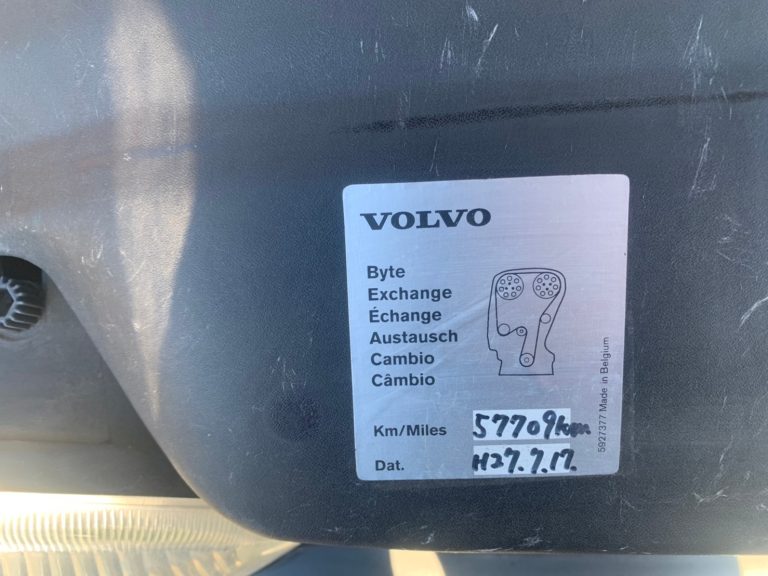 VOLVO
Byte
Exchange
Échange
Austausch
Cambio
Câmbio
Km/Miles 57709km
Dat. H27.7.17.
5927377 Made in Belgium